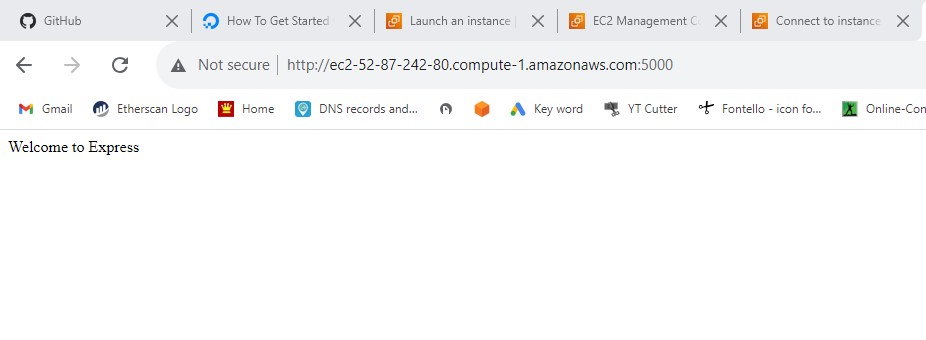 GitHub
How To Get Started
Launch an instance
EC2 Management C
Connect to instance
Not secure http://ec2-52-87-242-80.compute-1.amazonaws.com:5000
Gmail Etherscan Logo Home DNS records and... Key word YT Cutter Fontello - icon fo... Online-Con
Welcome to Express